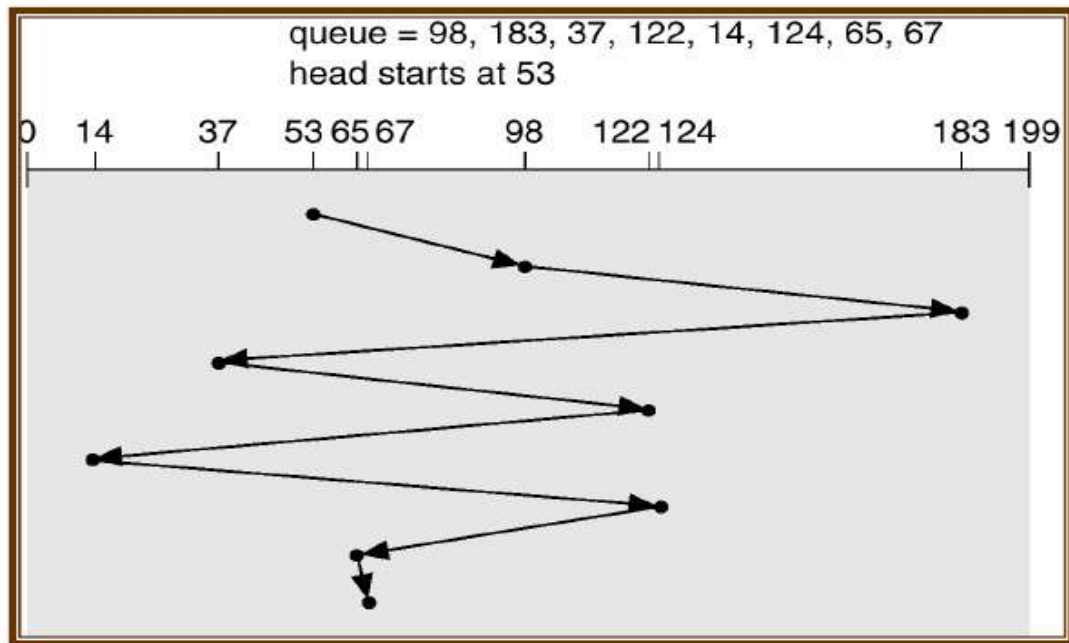 queue = 98, 183, 37, 122, 14, 124, 65, 67
head starts at 53
0 14 37 53 65 67 98 122 124 183 199